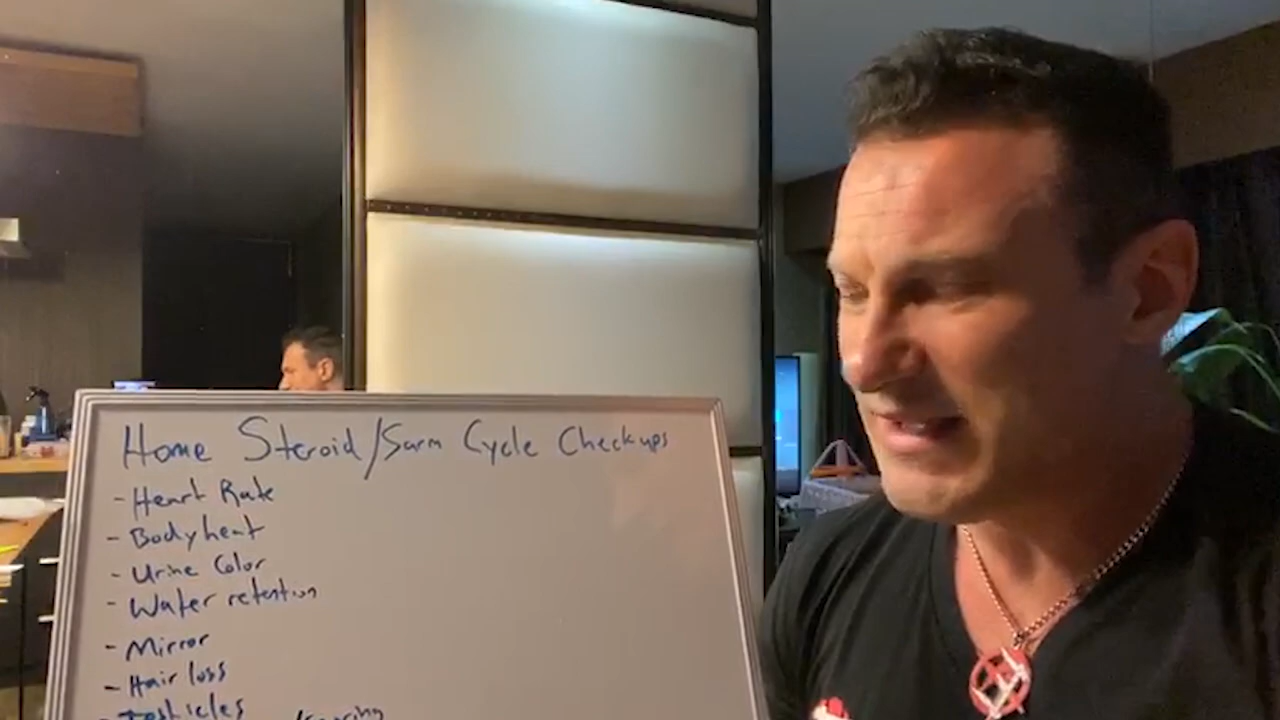 Home Steroid/Sarm Cycle Checkups
- Heart Rate
- Body heat
- Urine Color
- Water retention
- Mirror
- Hair loss
- Testicles